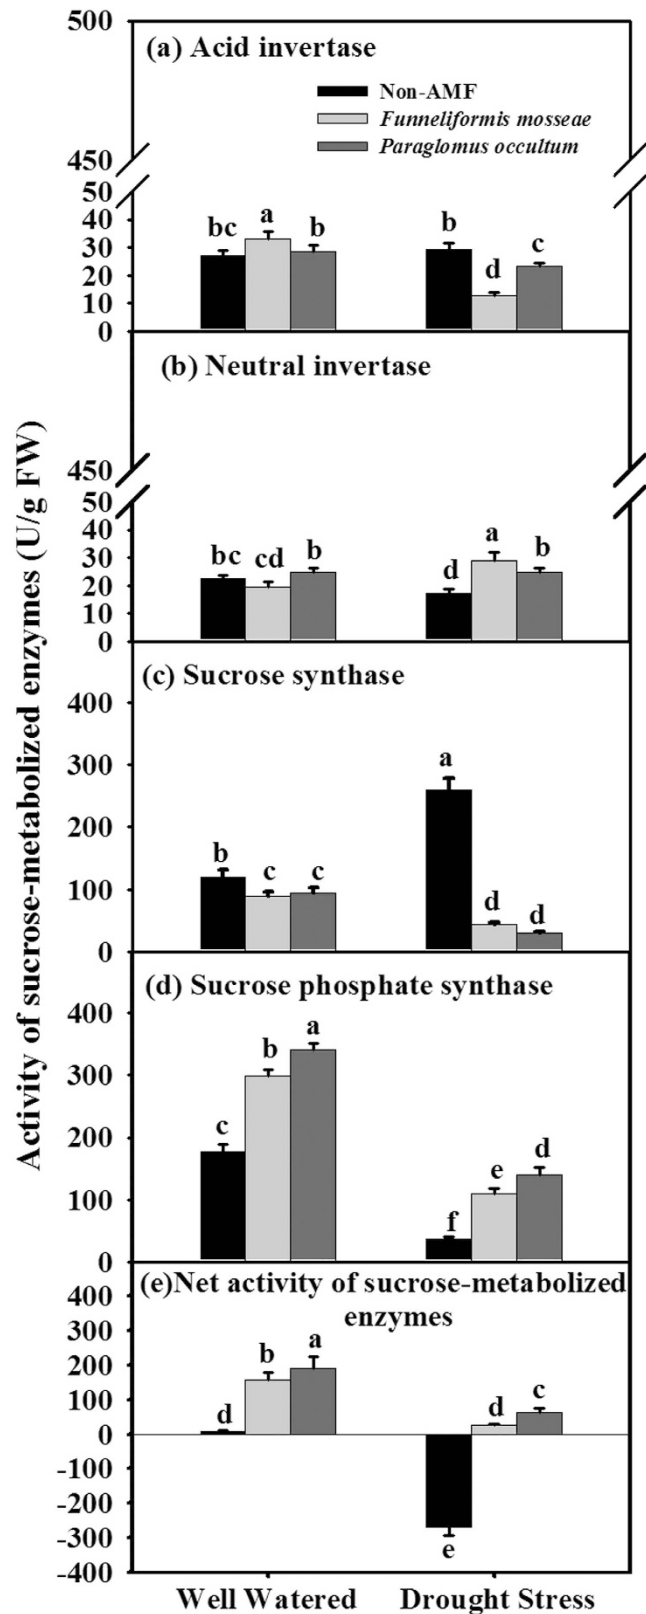 Activity of sucrose-metabolized enzymes (U/g FW)
500
(a) Acid invertase
Non-AMF
Funneliformis mosseae
Paraglomus occultum
450
50
40
30
20
10
0
bc a b b d c
(b) Neutral invertase
450
50
40
30
20
10
0
bc cd b d a b
(c) Sucrose synthase
400
300
200
100
0
b c c a d d
(d) Sucrose phosphate synthase
400
300
200
100
0
c b a f e d
(e)Net activity of sucrose-metabolized
enzymes
400
300
200
100
0
-100
-200
-300
-400
d b a e d c
Well Watered Drought Stress